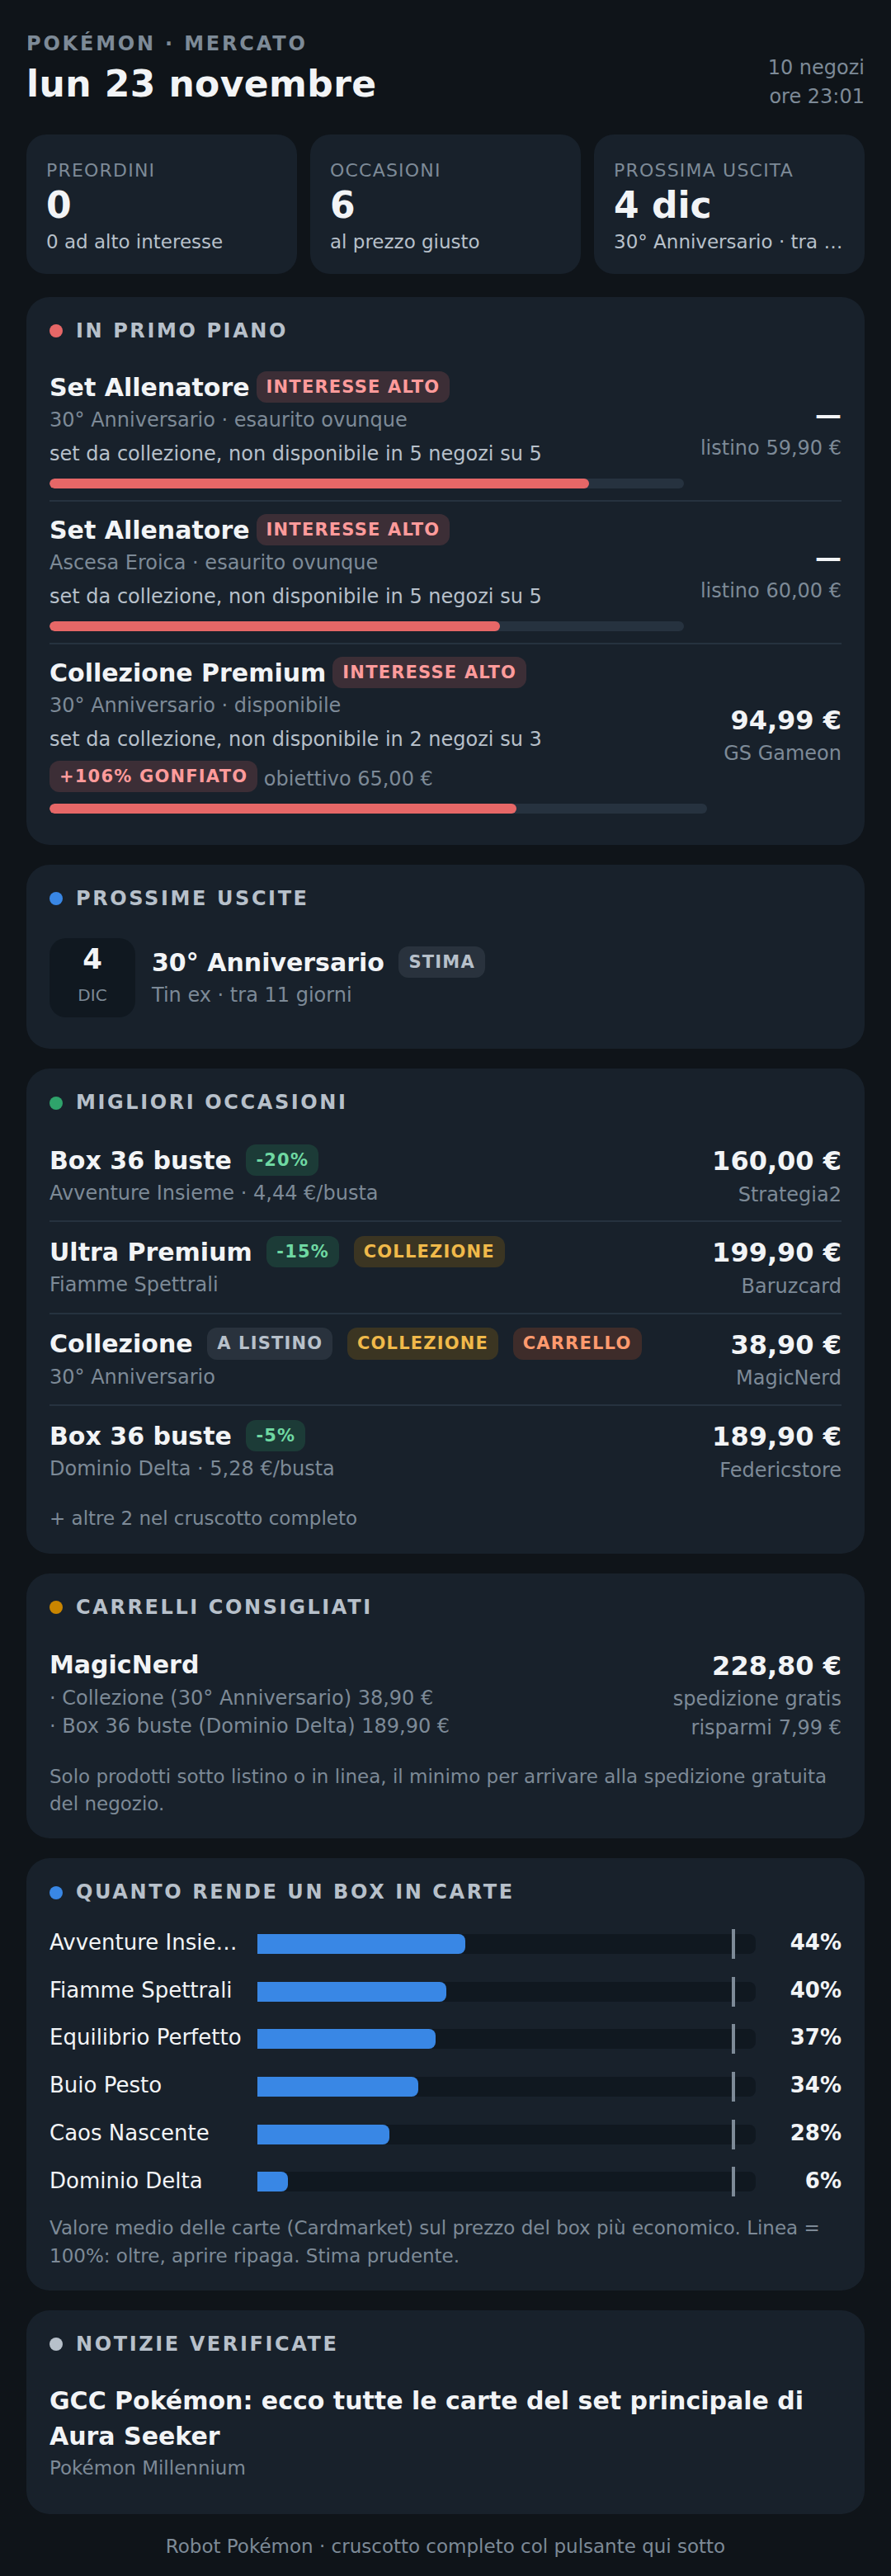 POKÉMON · MERCATO
lun 23 novembre
10 negozi
ore 23:01
PREORDINI
0
0 ad alto interesse
OCCASIONI
6
al prezzo giusto
PROSSIMA USCITA
4 dic
30° Anniversario · tra …
IN PRIMO PIANO
Set Allenatore INTERESSE ALTO
30° Anniversario · esaurito ovunque
set da collezione, non disponibile in 5 negozi su 5
—
listino 59,90 €
Set Allenatore INTERESSE ALTO
Ascesa Eroica · esaurito ovunque
set da collezione, non disponibile in 5 negozi su 5
—
listino 60,00 €
Collezione Premium INTERESSE ALTO
30° Anniversario · disponibile
set da collezione, non disponibile in 2 negozi su 3
+106% GONFIATO obiettivo 65,00 €
94,99 €
GS Gameon
PROSSIME USCITE
4
DIC
30° Anniversario STIMA
Tin ex · tra 11 giorni
MIGLIORI OCCASIONI
Box 36 buste -20%
Avventure Insieme · 4,44 €/busta
160,00 €
Strategia2
Ultra Premium -15% COLLEZIONE
Fiamme Spettrali
199,90 €
Baruzcard
Collezione A LISTINO COLLEZIONE CARRELLO
30° Anniversario
38,90 €
MagicNerd
Box 36 buste -5%
Dominio Delta · 5,28 €/busta
189,90 €
Federicstore
+ altre 2 nel cruscotto completo
CARRELLI CONSIGLIATI
MagicNerd
· Collezione (30° Anniversario) 38,90 €
· Box 36 buste (Dominio Delta) 189,90 €
228,80 €
spedizione gratis
risparmi 7,99 €
Solo prodotti sotto listino o in linea, il minimo per arrivare alla spedizione gratuita
del negozio.
QUANTO RENDE UN BOX IN CARTE
Avventure Insie… 44%
Fiamme Spettrali 40%
Equilibrio Perfetto 37%
Buio Pesto 34%
Caos Nascente 28%
Dominio Delta 6%
Valore medio delle carte (Cardmarket) sul prezzo del box più economico. Linea =
100%: oltre, aprire ripaga. Stima prudente.
NOTIZIE VERIFICATE
GCC Pokémon: ecco tutte le carte del set principale di
Aura Seeker
Pokémon Millennium
Robot Pokémon · cruscotto completo col pulsante qui sotto